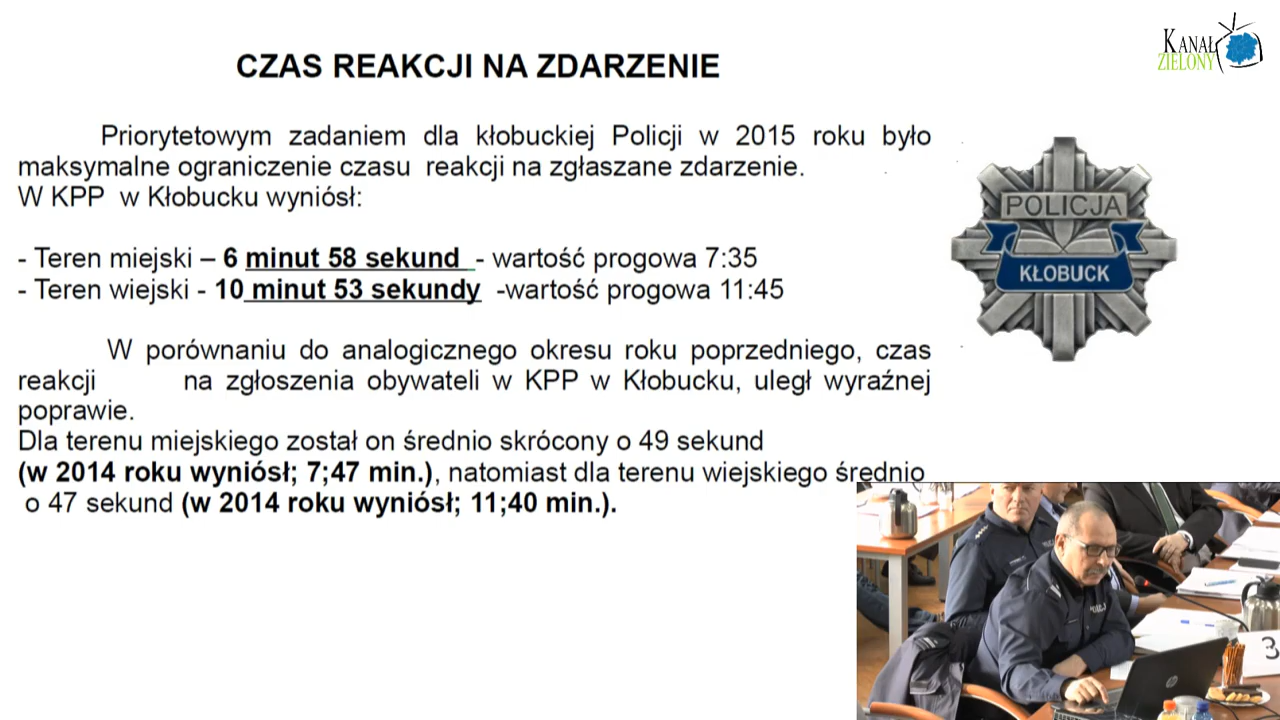 KANAŁ
ZIELONY
CZAS REAKCJI NA ZDARZENIE
Priorytetowym zadaniem dla kłobuckiej Policji w 2015 roku było
maksymalne ograniczenie czasu reakcji na zgłaszane zdarzenie.
W KPP w Kłobucku wyniósł:
- Teren miejski – 6 minut 58 sekund - wartość progowa 7:35
- Teren wiejski - 10 minut 53 sekundy -wartość progowa 11:45
W porównaniu do analogicznego okresu roku poprzedniego, czas
reakcji na zgłoszenia obywateli w KPP w Kłobucku, uległ wyraźnej
poprawie.
Dla terenu miejskiego został on średnio skrócony o 49 sekund
(w 2014 roku wyniósł; 7;47 min.), natomiast dla terenu wiejskiego średnio
o 47 sekund (w 2014 roku wyniósł; 11;40 min.).
POLICJA
KŁOBUCK
hp
3